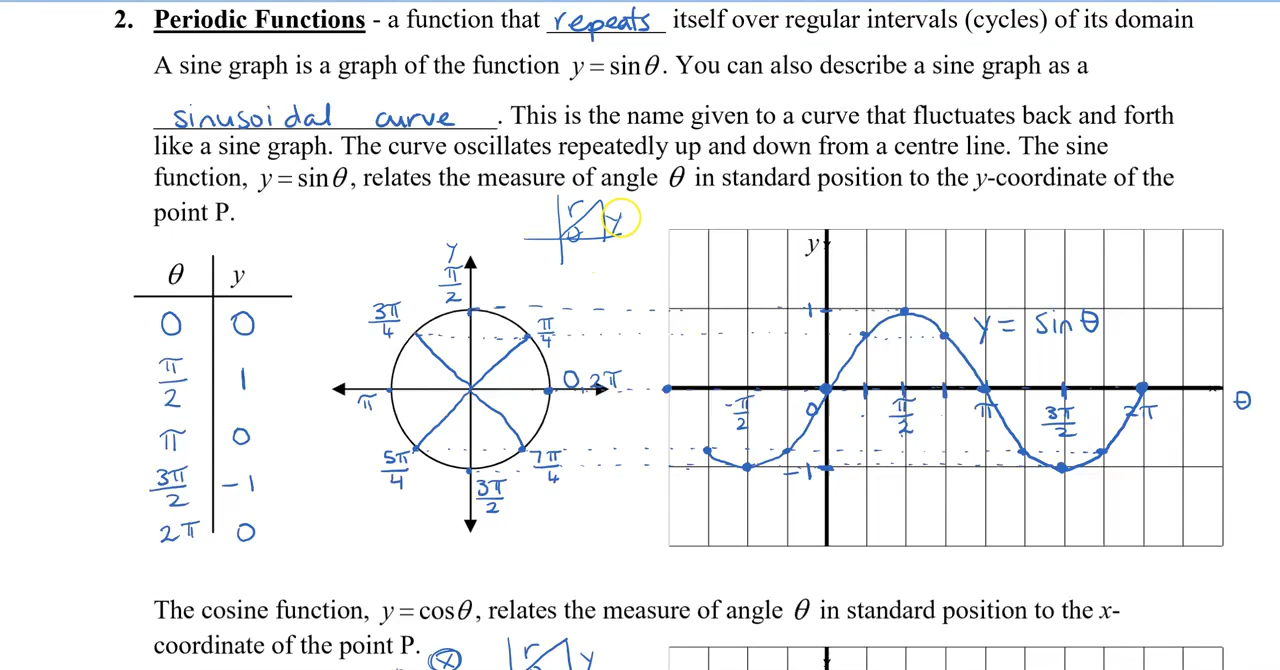 2. Periodic Functions - a function that repeats itself over regular intervals (cycles) of its domain
A sine graph is a graph of the function y = sinθ. You can also describe a sine graph as a
sinusoidal curve. This is the name given to a curve that fluctuates back and forth
like a sine graph. The curve oscillates repeatedly up and down from a centre line. The sine
function, y = sinθ, relates the measure of angle θ in standard position to the y-coordinate of the
point P.
r θ y
θ y
0 0
π/2 1
π 0
3π/2 -1
2π 0
y
π/2
3π/4
π/4
0,2π
π
5π/4
7π/4
3π/2
y
1
y = sinθ
-π/2 0 π/2 π 3π/2 2π θ
-1
The cosine function, y = cosθ, relates the measure of angle θ in standard position to the x-
coordinate of the point P.
x r y